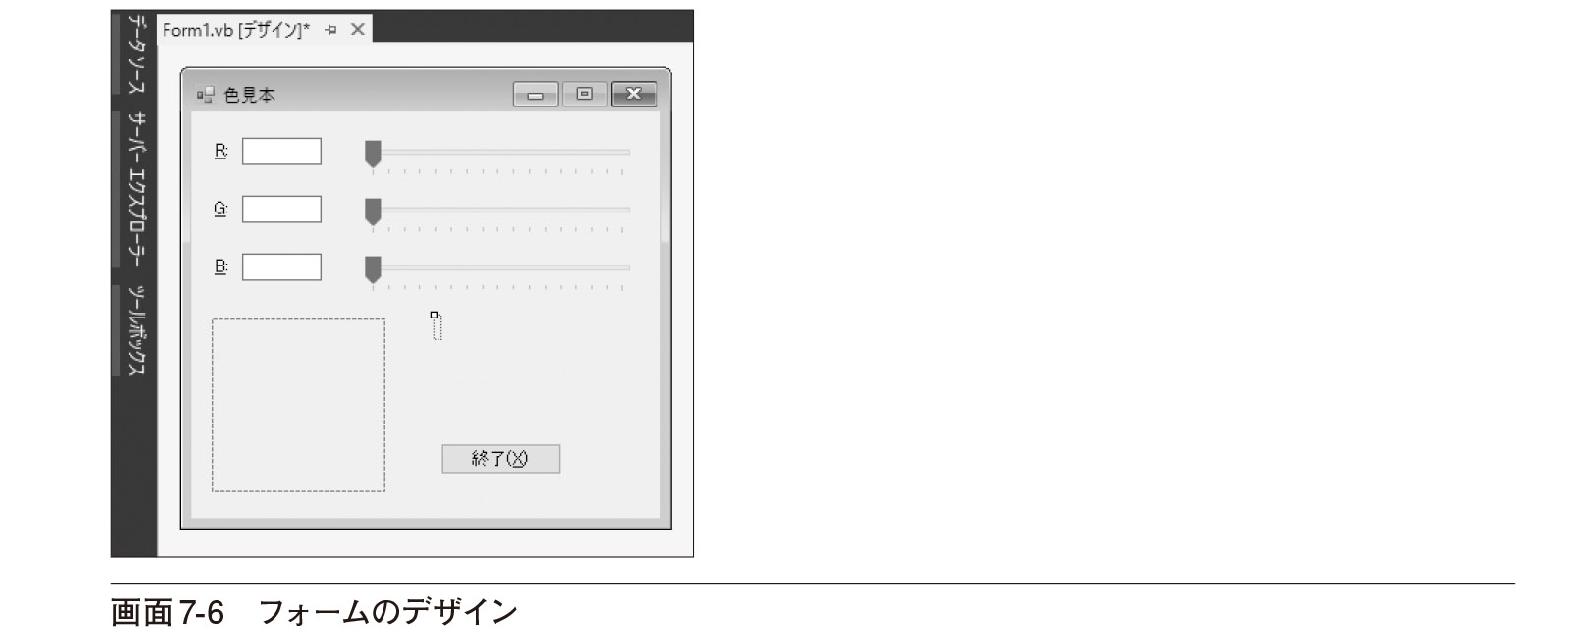 Form1.vb [デザイン]*
データ ソース
サーバー エクスプローラー
ツールボックス
色見本
R:
G:
B:
終了(X)
画面7-6 フォームのデザイン